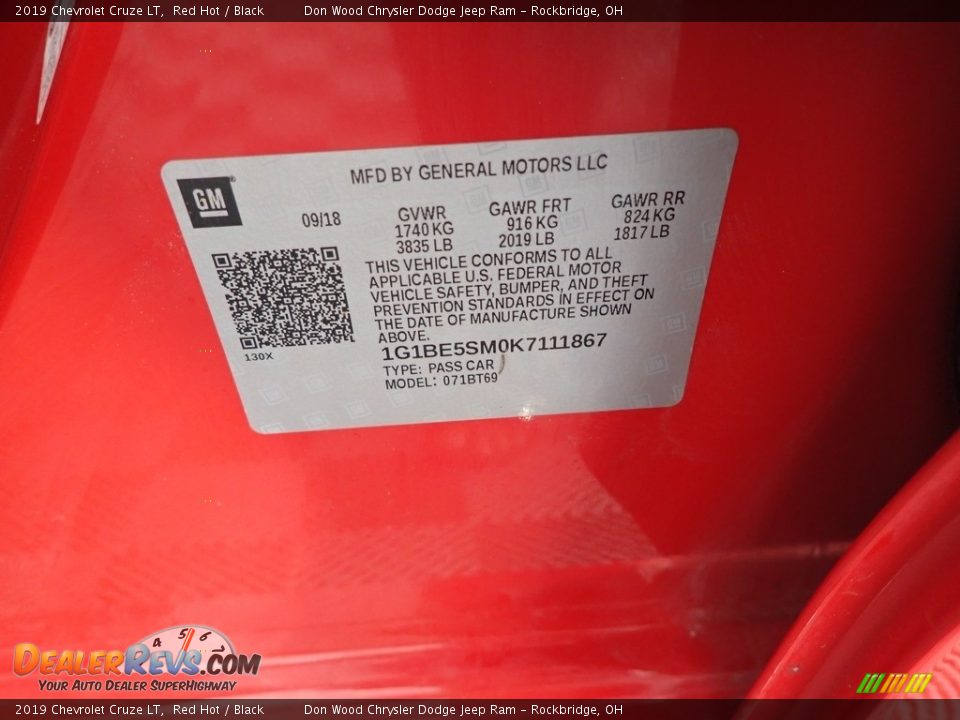 2019 Chevrolet Cruze LT,  Red Hot / Black          Don Wood Chrysler Dodge Jeep Ram - Rockbridge, OH
MFD BY GENERAL MOTORS LLC
GM®
09/18
GVWR GAWR FRT GAWR RR
1740 KG 916 KG 824 KG
3835 LB 2019 LB 1817 LB
THIS VEHICLE CONFORMS TO ALL
APPLICABLE U.S. FEDERAL MOTOR
VEHICLE SAFETY, BUMPER, AND THEFT
PREVENTION STANDARDS IN EFFECT ON
THE DATE OF MANUFACTURE SHOWN
ABOVE.
130X
1G1BE5SM0K7111867
TYPE: PASS CAR
MODEL: 071BT69
4 5 6
DealerRevs.com
Your Auto Dealer SuperHighway
2019 Chevrolet Cruze LT,  Red Hot / Black          Don Wood Chrysler Dodge Jeep Ram - Rockbridge, OH